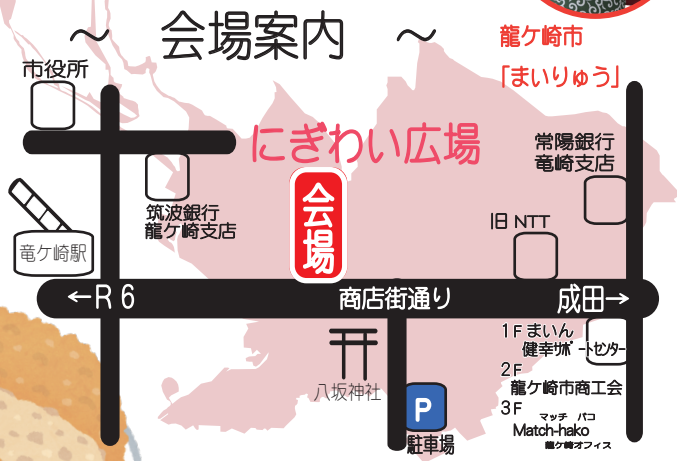 ～ 会場案内 ～
龍ケ崎市
「まいりゅう」
市役所
にぎわい広場
常陽銀行
竜崎支店
筑波銀行
龍ケ崎支店
会場
旧 NTT
竜ケ崎駅
←R6
商店街通り
成田→
1F まいん
健幸サポートセンター
2F
龍ケ崎市商工会
3F
マッチ バコ
Match-hako
龍ケ崎オフィス
八坂神社
P
駐車場